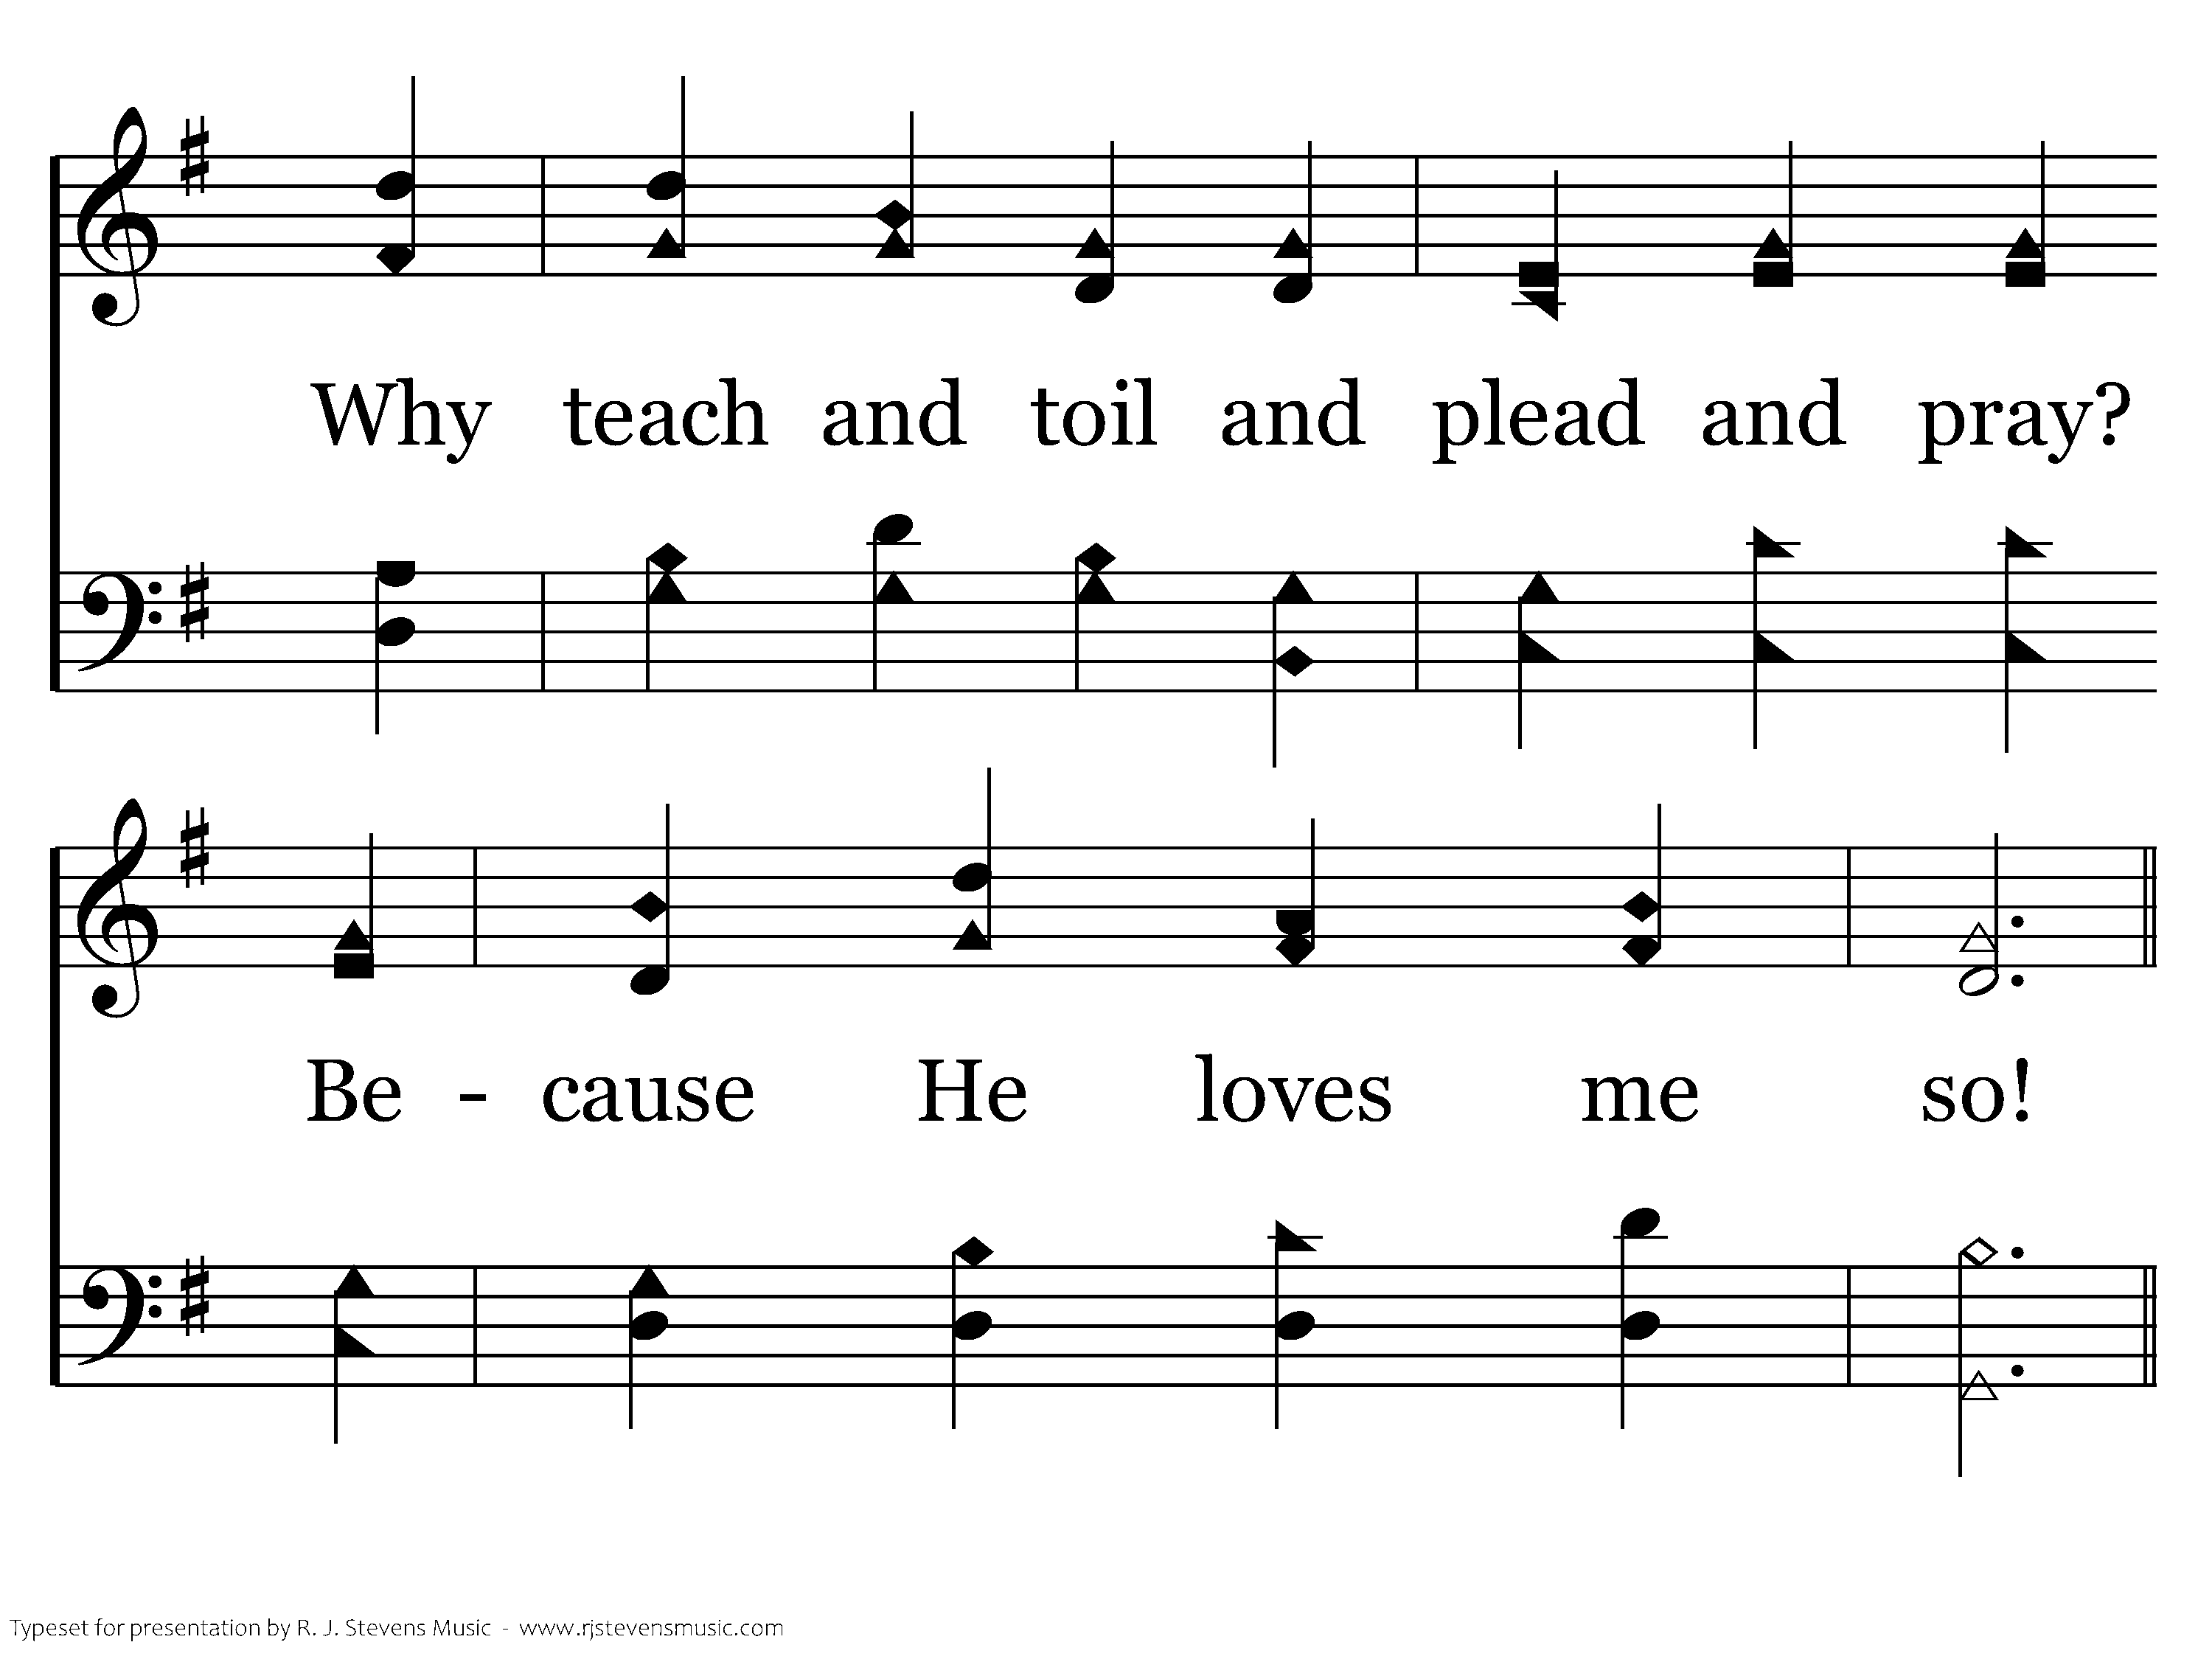 Why teach and toil and plead and pray?
Be - cause He loves me so!
Typeset for presentation by R. J. Stevens Music - www.rjstevensmusic.com